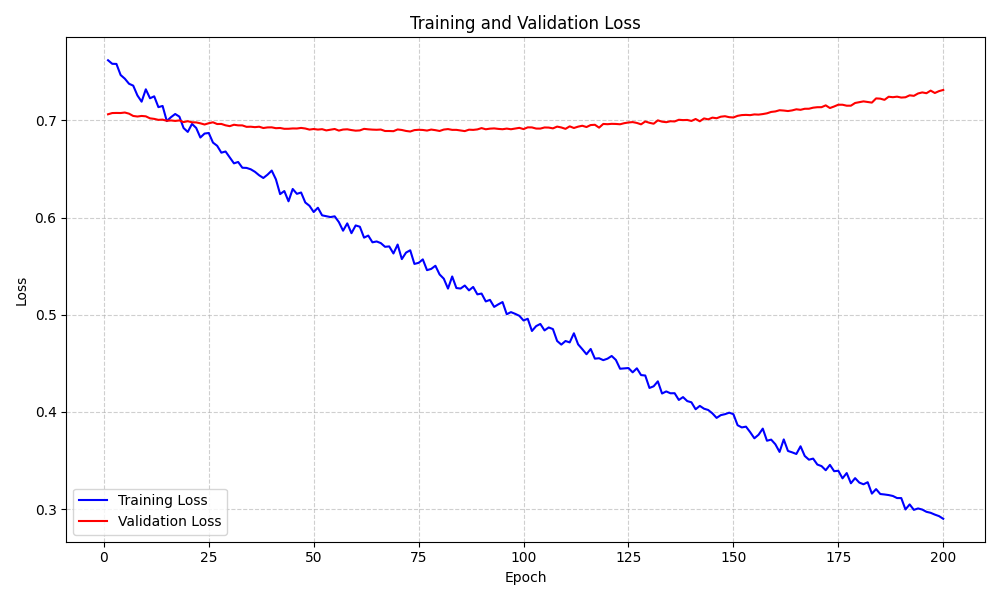 Training and Validation Loss
Loss
0.7
0.6
0.5
0.4
0.3
Training Loss
Validation Loss
0 25 50 75 100 125 150 175 200
Epoch